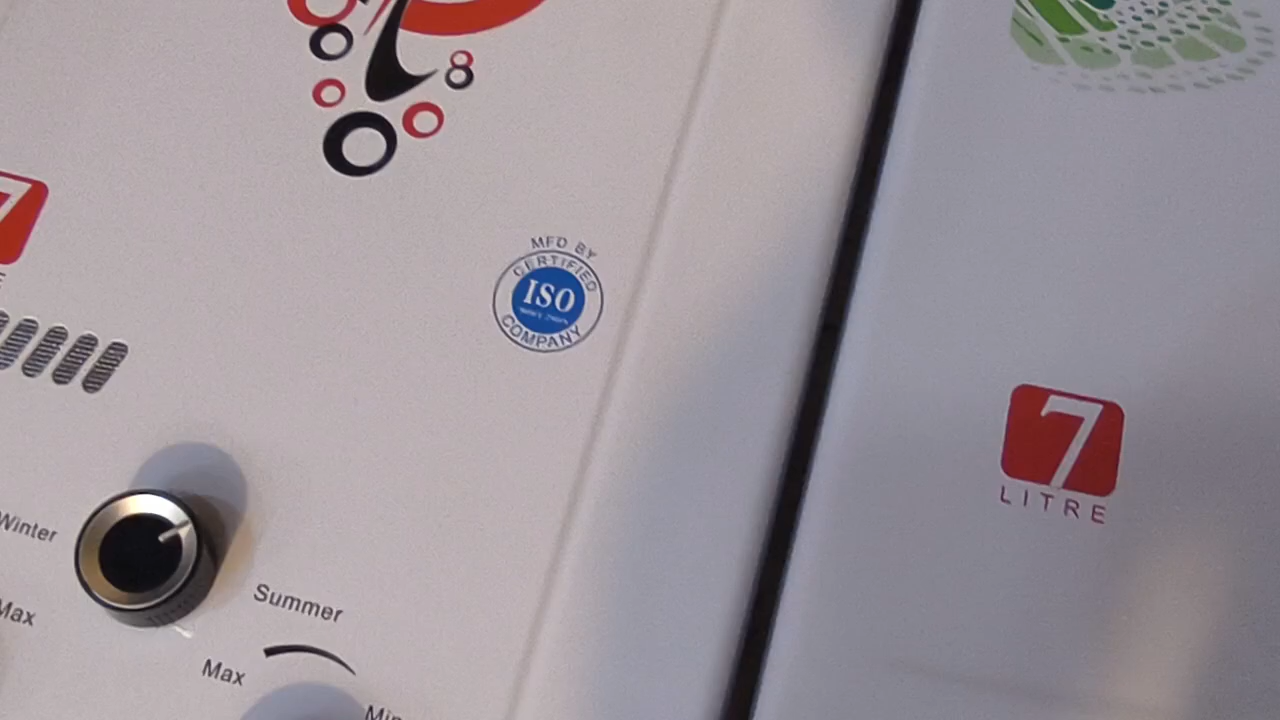 8
7
MFD BY
CERTIFIED
ISO
COMPANY
7
LITRE
Winter
Max
Summer
Max